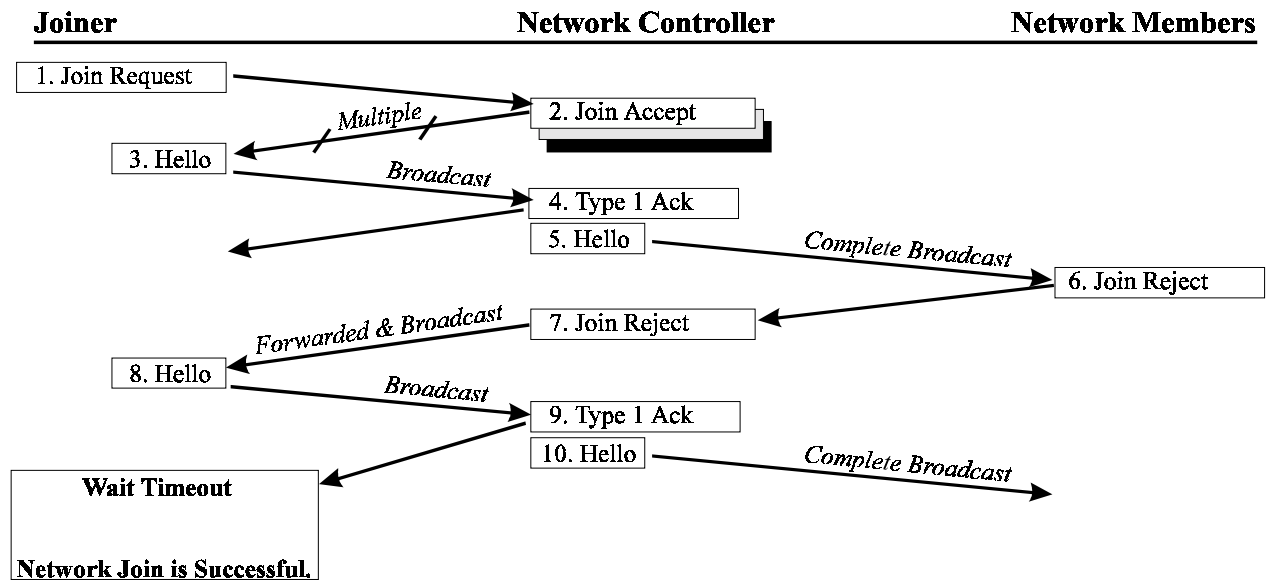 Joiner Network Controller Network Members
1. Join Request
2. Join Accept
Multiple
3. Hello
Broadcast
4. Type 1 Ack
5. Hello
Complete Broadcast
6. Join Reject
7. Join Reject
Forwarded & Broadcast
8. Hello
Broadcast
9. Type 1 Ack
10. Hello
Complete Broadcast
Wait Timeout
Network Join is Successful.